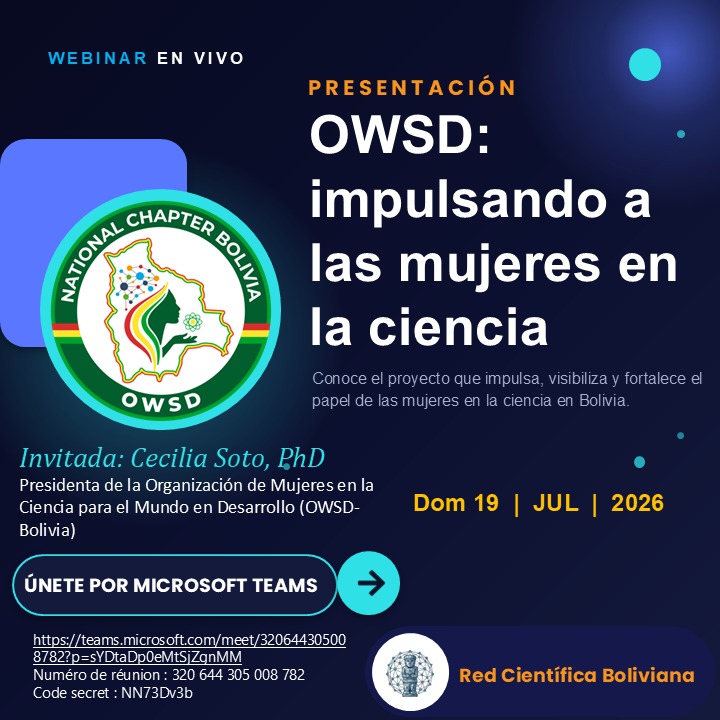 WEBINAR EN VIVO
PRESENTACIÓN
OWSD:
impulsando a
las mujeres en
la ciencia
NATIONAL CHAPTER BOLIVIA
OWSD
Conoce el proyecto que impulsa, visibiliza y fortalece el
papel de las mujeres en la ciencia en Bolivia.
Invitada: Cecilia Soto, PhD
Presidenta de la Organización de Mujeres en la
Ciencia para el Mundo en Desarrollo (OWSD-
Bolivia)
Dom 19 | JUL | 2026
ÚNETE POR MICROSOFT TEAMS
https://teams.microsoft.com/meet/32064430500
8782?p=sYDtaDp0eMtSjZgnMM
Numéro de réunion : 320 644 305 008 782
Code secret : NN73Dv3b
Red Científica Boliviana